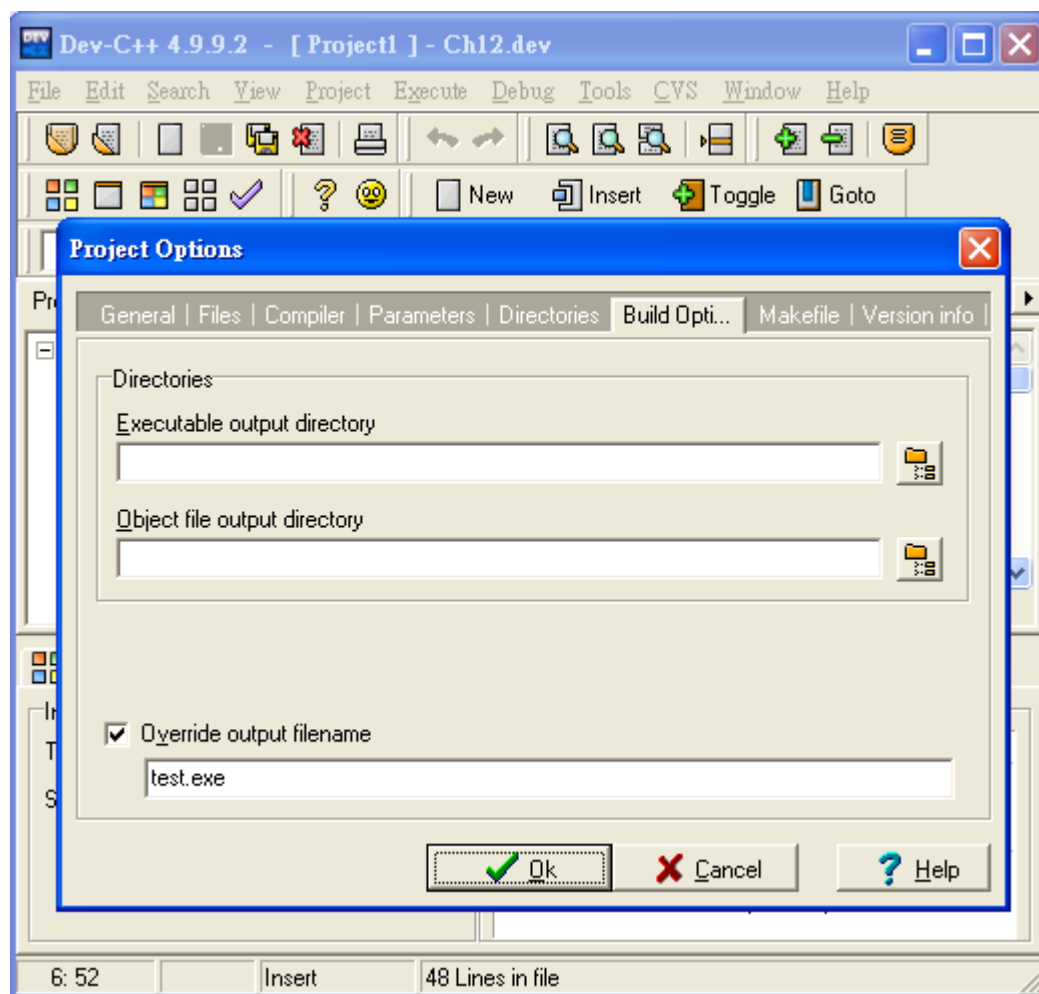 Dev-C++ 4.9.9.2 - [ Project1 ] - Ch12.dev
File Edit Search View Project Execute Debug Tools CVS Window Help
New Insert Toggle Goto
Project Options
General | Files | Compiler | Parameters | Directories Build Opti... Makefile | Version info |
Directories
Executable output directory
Object file output directory
Override output filename
test.exe
Ok Cancel Help
6: 52 Insert 48 Lines in file